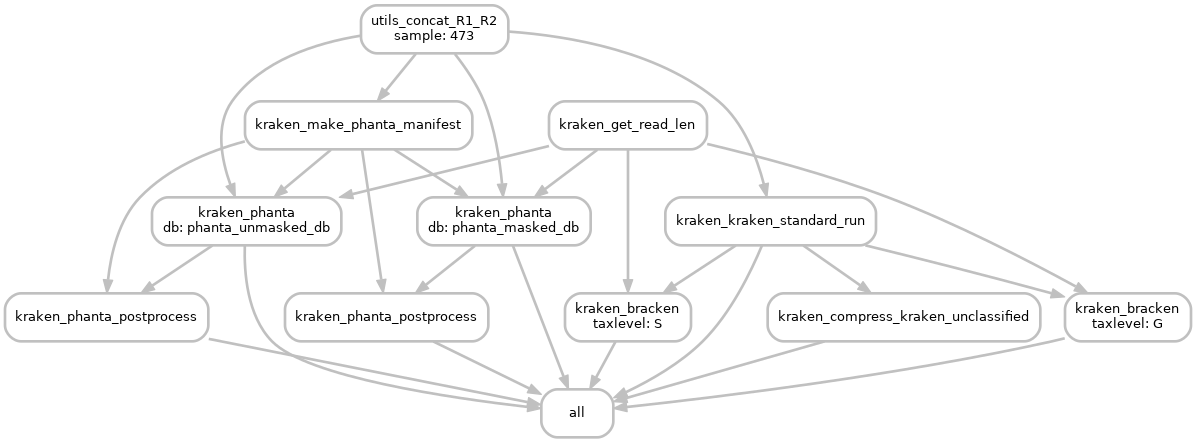 utils_concat_R1_R2
sample: 473
kraken_make_phanta_manifest
kraken_get_read_len
kraken_phanta
db: phanta_unmasked_db
kraken_phanta
db: phanta_masked_db
kraken_kraken_standard_run
kraken_phanta_postprocess
kraken_phanta_postprocess
kraken_bracken
taxlevel: S
kraken_compress_kraken_unclassified
kraken_bracken
taxlevel: G
all